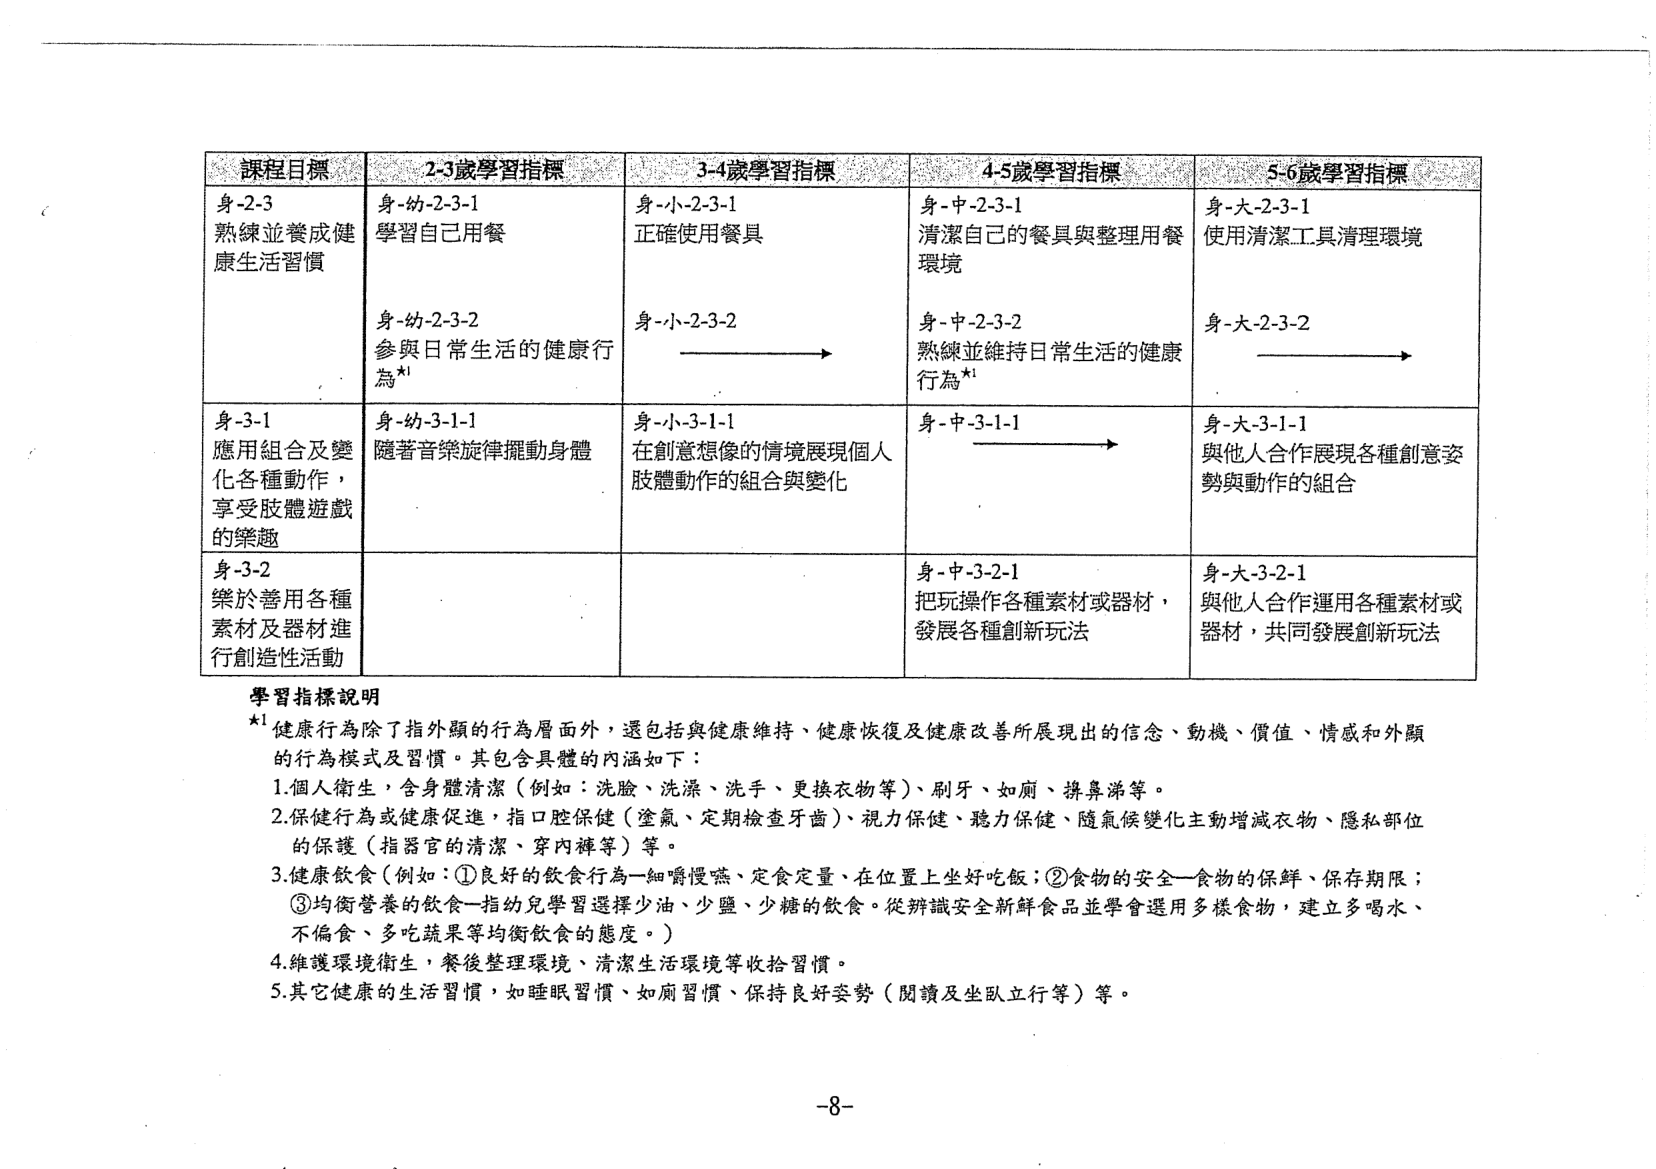 課程目標 2-3歲學習指標 3-4歲學習指標 4-5歲學習指標 5-6歲學習指標
身-2-3
熟練並養成健
康生活習慣
身-幼-2-3-1
學習自己用餐
身-幼-2-3-2
參與日常生活的健康行
為★1
身-小-2-3-1
正確使用餐具
身-小-2-3-2
身-中-2-3-1
清潔自己的餐具與整理用餐
環境
身-中-2-3-2
熟練並維持日常生活的健康
行為★1
身-大-2-3-1
使用清潔工具清理環境
身-大-2-3-2
身-3-1
應用組合及變
化各種動作，
享受肢體遊戲
的樂趣
身-幼-3-1-1
隨著音樂旋律擺動身體
身-小-3-1-1
在創意想像的情境展現個人
肢體動作的組合與變化
身-中-3-1-1
身-大-3-1-1
與他人合作展現各種創意姿
勢與動作的組合
身-3-2
樂於善用各種
素材及器材進
行創造性活動
身-中-3-2-1
把玩操作各種素材或器材，
發展各種創新玩法
身-大-3-2-1
與他人合作運用各種素材或
器材，共同發展創新玩法
學習指標說明
★1 健康行為除了指外顯的行為層面外，還包括與健康維持、健康恢復及健康改善所展現出的信念、動機、價值、情感和外顯
的行為模式及習慣。其包含具體的內涵如下：
1.個人衛生，含身體清潔（例如：洗臉、洗澡、洗手、更換衣物等）、刷牙、如廁、擤鼻涕等。
2.保健行為或健康促進，指口腔保健（塗氟、定期檢查牙齒）、視力保健、聽力保健、隨氣候變化主動增減衣物、隱私部位
的保護（指器官的清潔、穿內褲等）等。
3.健康飲食（例如：①良好的飲食行為—細嚼慢嚥、定食定量、在位置上坐好吃飯；②食物的安全—食物的保鮮、保存期限；
③均衡營養的飲食—指幼兒學習選擇少油、少鹽、少糖的飲食。從辨識安全新鮮食品並學會選用多樣食物，建立多喝水、
不偏食、多吃蔬果等均衡飲食的態度。）
4.維護環境衛生，餐後整理環境、清潔生活環境等收拾習慣。
5.其它健康的生活習慣，如睡眠習慣、如廁習慣、保持良好姿勢（閱讀及坐臥立行等）等。
-8-